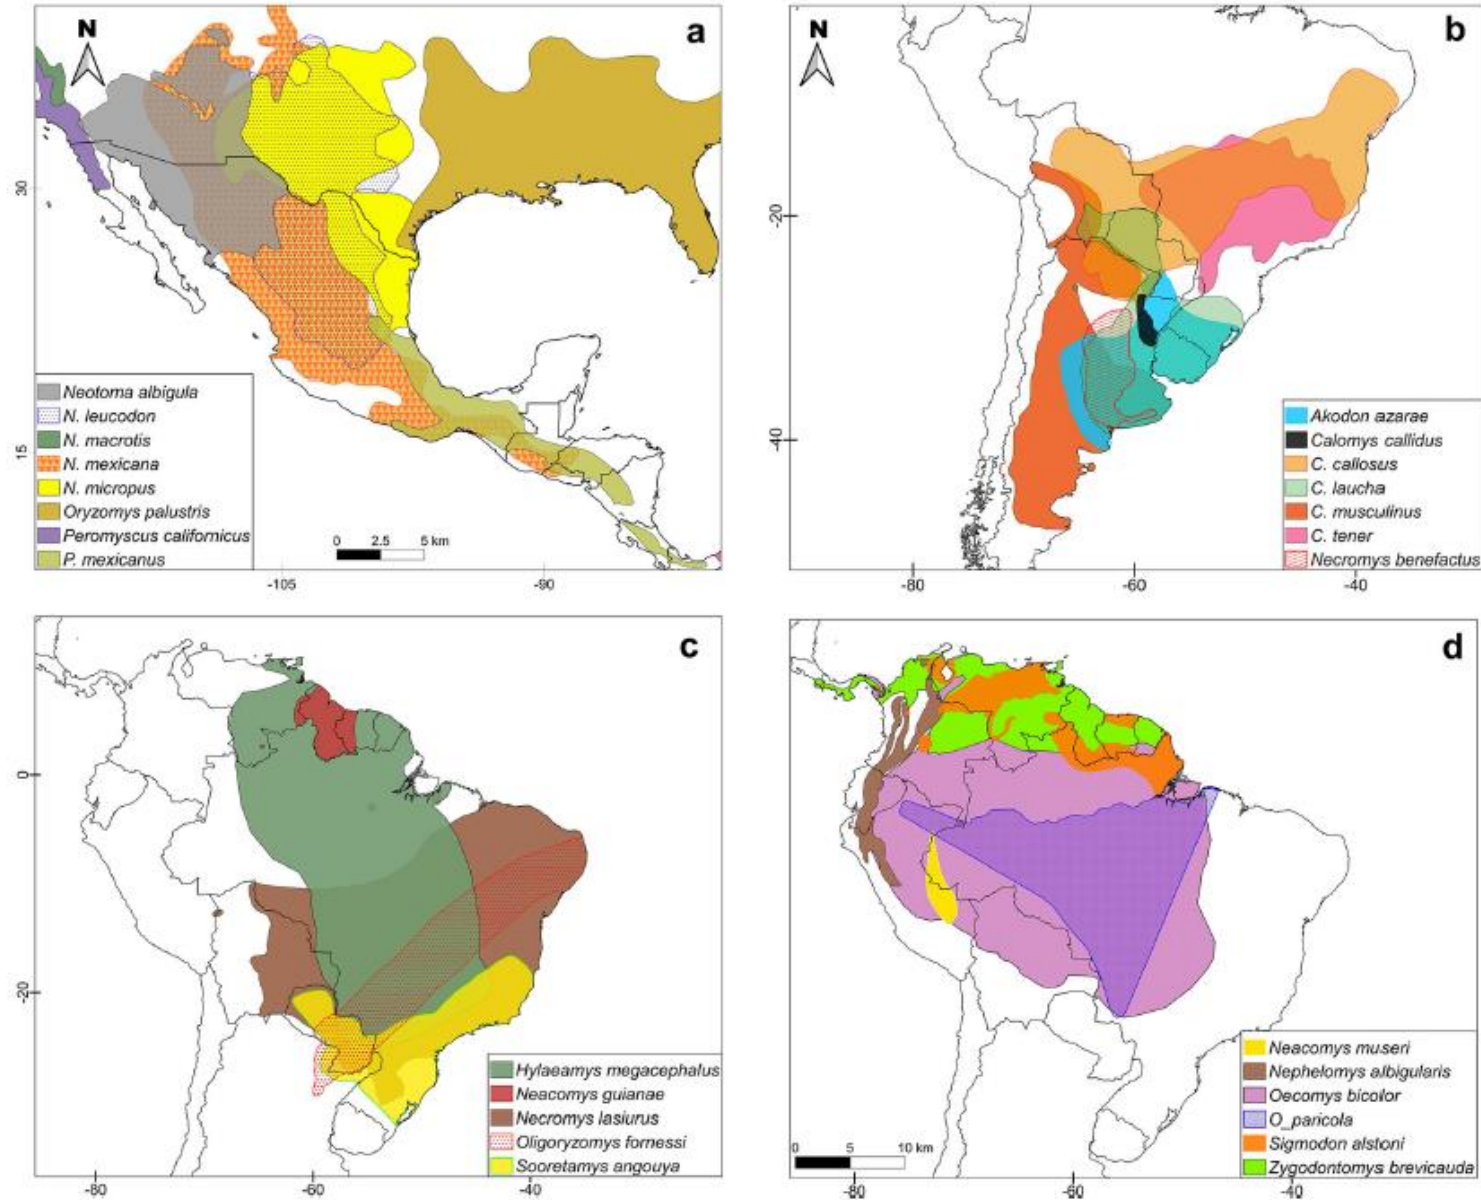 N
a
30
15
Neotoma albigula
N. leucodon
N. macrotis
N. mexicana
N. micropus
Oryzomys palustris
Peromyscus californicus
P. mexicanus
0 2.5 5 km
-105 -90
N
b
-20
-40
Akodon azarae
Calomys callidus
C. callosus
C. laucha
C. musculinus
C. tener
Necromys benefactus
-80 -60 -40
c
0
-20
Hylaeamys megacephalus
Neacomys guianae
Necromys lasiurus
Oligoryzomys fornessi
Sooretamys angouya
-80 -60 -40
d
Neacomys museri
Nephelomys albigularis
Oecomys bicolor
O_paricola
Sigmodon alstoni
Zygodontomys brevicauda
0 5 10 km
-80 -60 -40